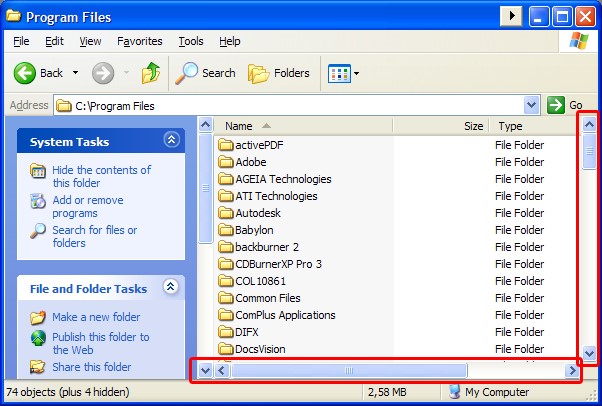 Program Files
File Edit View Favorites Tools Help
Back Search Folders
Address C:\Program Files Go
System Tasks
Hide the contents of
this folder
Add or remove
programs
Search for files or
folders
File and Folder Tasks
Make a new folder
Publish this folder to
the Web
Share this folder
Name Size Type
activePDF File Folder
Adobe File Folder
AGEIA Technologies File Folder
ATI Technologies File Folder
Autodesk File Folder
Babylon File Folder
backburner 2 File Folder
CDBurnerXP Pro 3 File Folder
COL10861 File Folder
Common Files File Folder
ComPlus Applications File Folder
DIFX File Folder
DocsVision File Folder
74 objects (plus 4 hidden) 2,58 MB My Computer